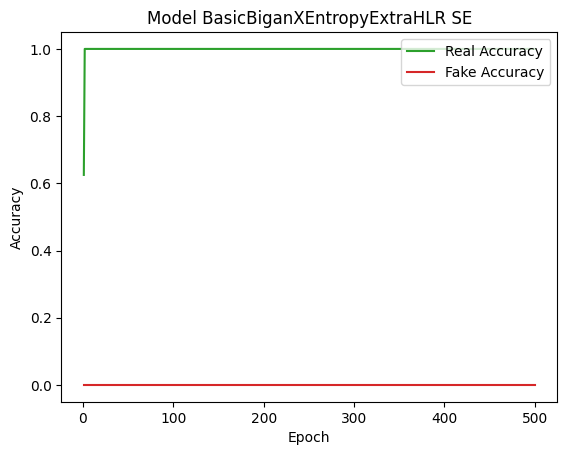 Model BasicBiganXEntropyExtraHLR SE
Real Accuracy
Fake Accuracy
1.0
0.8
0.6
0.4
0.2
0.0
Accuracy
0 100 200 300 400 500
Epoch